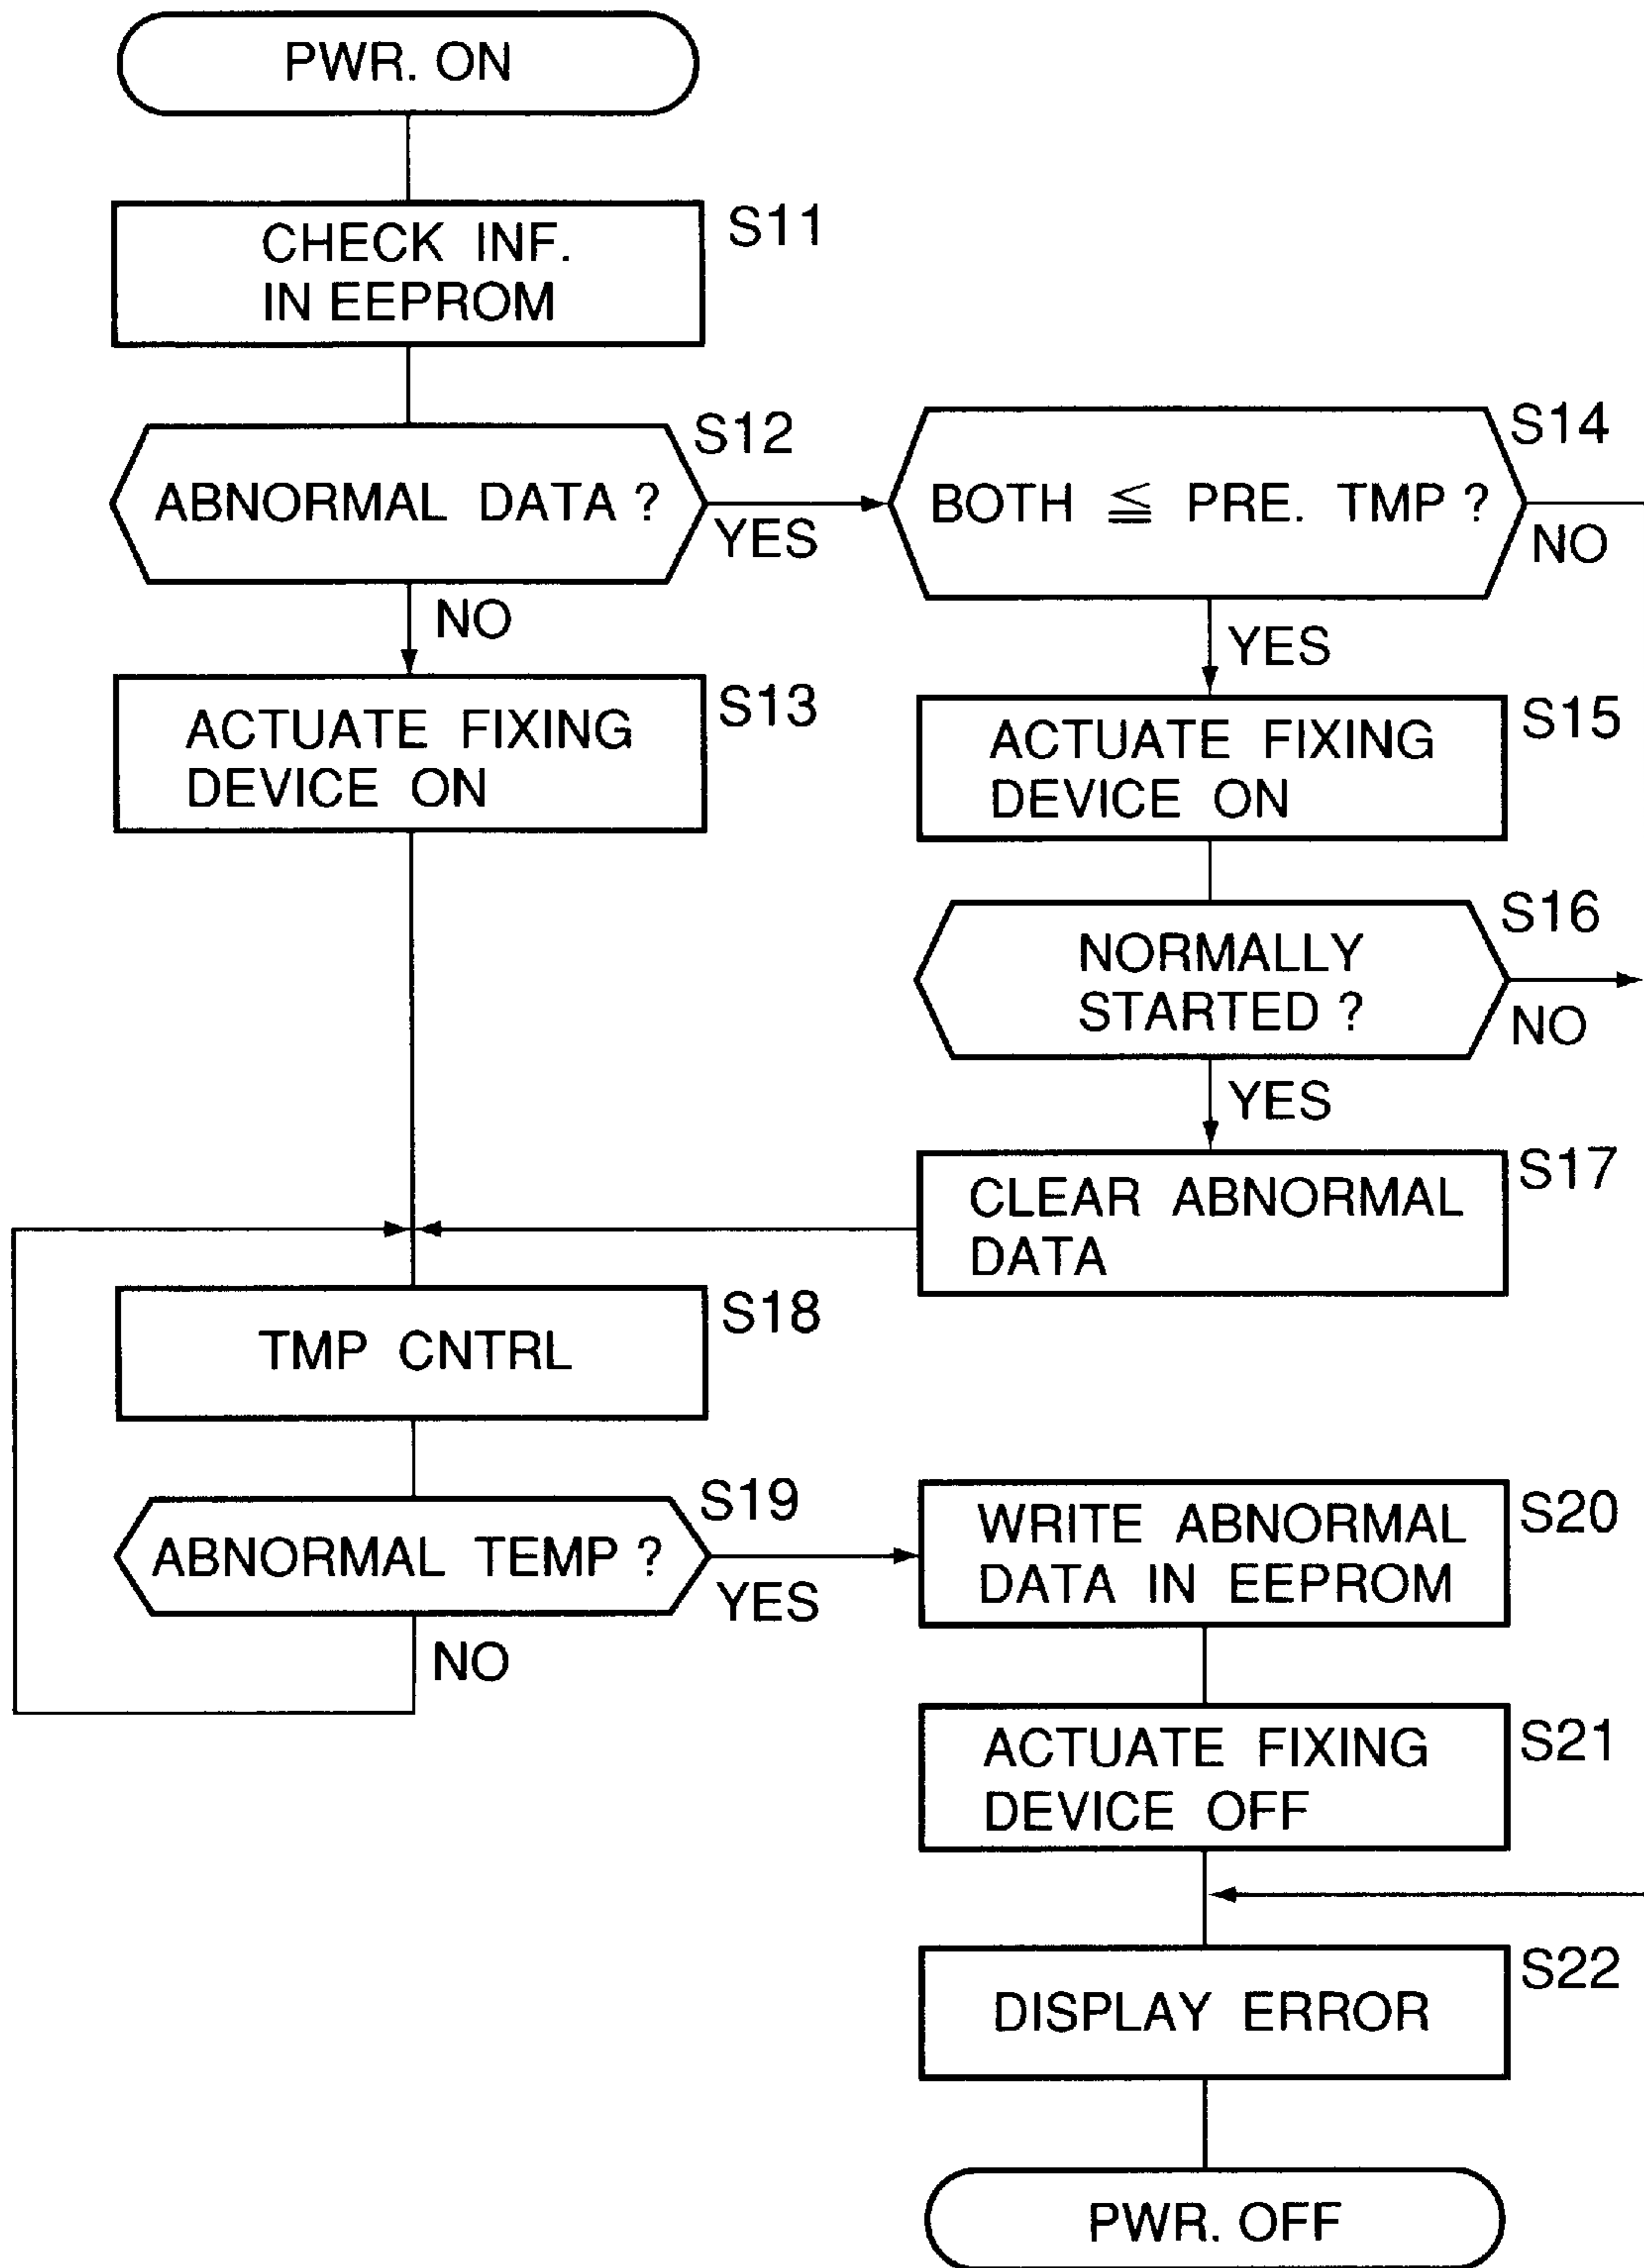 PWR. ON
CHECK INF.
IN EEPROM
S11
ABNORMAL DATA ?
S12
YES
NO
BOTH ≦ PRE. TMP ?
S14
NO
YES
ACTUATE FIXING
DEVICE ON
S13
ACTUATE FIXING
DEVICE ON
S15
NORMALLY
STARTED ?
S16
NO
YES
CLEAR ABNORMAL
DATA
S17
TMP CNTRL
S18
ABNORMAL TEMP ?
S19
YES
NO
WRITE ABNORMAL
DATA IN EEPROM
S20
ACTUATE FIXING
DEVICE OFF
S21
DISPLAY ERROR
S22
PWR. OFF